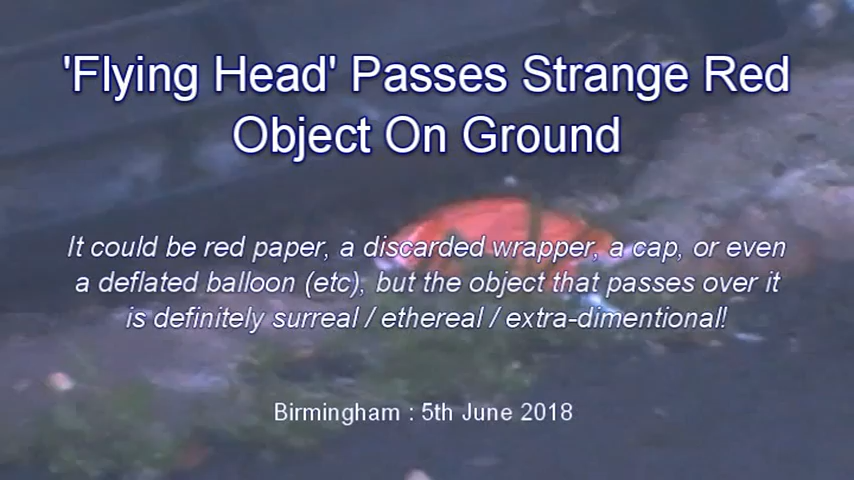 'Flying Head' Passes Strange Red
Object On Ground
It could be red paper, a discarded wrapper, a cap, or even
a deflated balloon (etc), but the object that passes over it
is definitely surreal / ethereal / extra-dimentional!
Birmingham : 5th June 2018